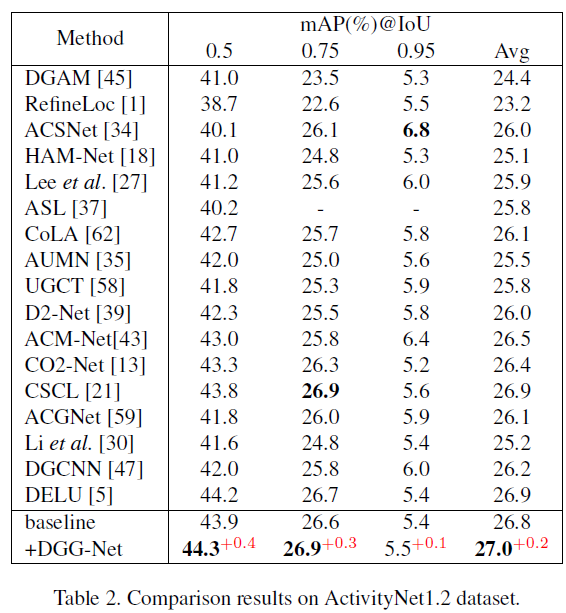 Method mAP(%)@IoU
0.5 0.75 0.95 Avg
DGAM [45] 41.0 23.5 5.3 24.4
RefineLoc [1] 38.7 22.6 5.5 23.2
ACSNet [34] 40.1 26.1 6.8 26.0
HAM-Net [18] 41.0 24.8 5.3 25.1
Lee et al. [27] 41.2 25.6 6.0 25.9
ASL [37] 40.2 - - 25.8
CoLA [62] 42.7 25.7 5.8 26.1
AUMN [35] 42.0 25.0 5.6 25.5
UGCT [58] 41.8 25.3 5.9 25.8
D2-Net [39] 42.3 25.5 5.8 26.0
ACM-Net[43] 43.0 25.8 6.4 26.5
CO2-Net [13] 43.3 26.3 5.2 26.4
CSCL [21] 43.8 26.9 5.6 26.9
ACGNet [59] 41.8 26.0 5.9 26.1
Li et al. [30] 41.6 24.8 5.4 25.2
DGCNN [47] 42.0 25.8 6.0 26.2
DELU [5] 44.2 26.7 5.4 26.9
baseline 43.9 26.6 5.4 26.8
+DGG-Net 44.3+0.4 26.9+0.3 5.5+0.1 27.0+0.2
Table 2. Comparison results on ActivityNet1.2 dataset.